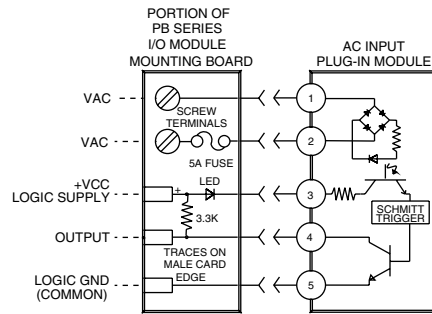 PORTION OF
PB SERIES
I/O MODULE
MOUNTING BOARD
AC INPUT
PLUG-IN MODULE
VAC
1
SCREW
TERMINALS
VAC
2
5A FUSE
+VCC
LOGIC SUPPLY
+
LED
3
3.3K
SCHMITT
TRIGGER
OUTPUT
4
TRACES ON
MALE CARD
EDGE
LOGIC GND
(COMMON)
5